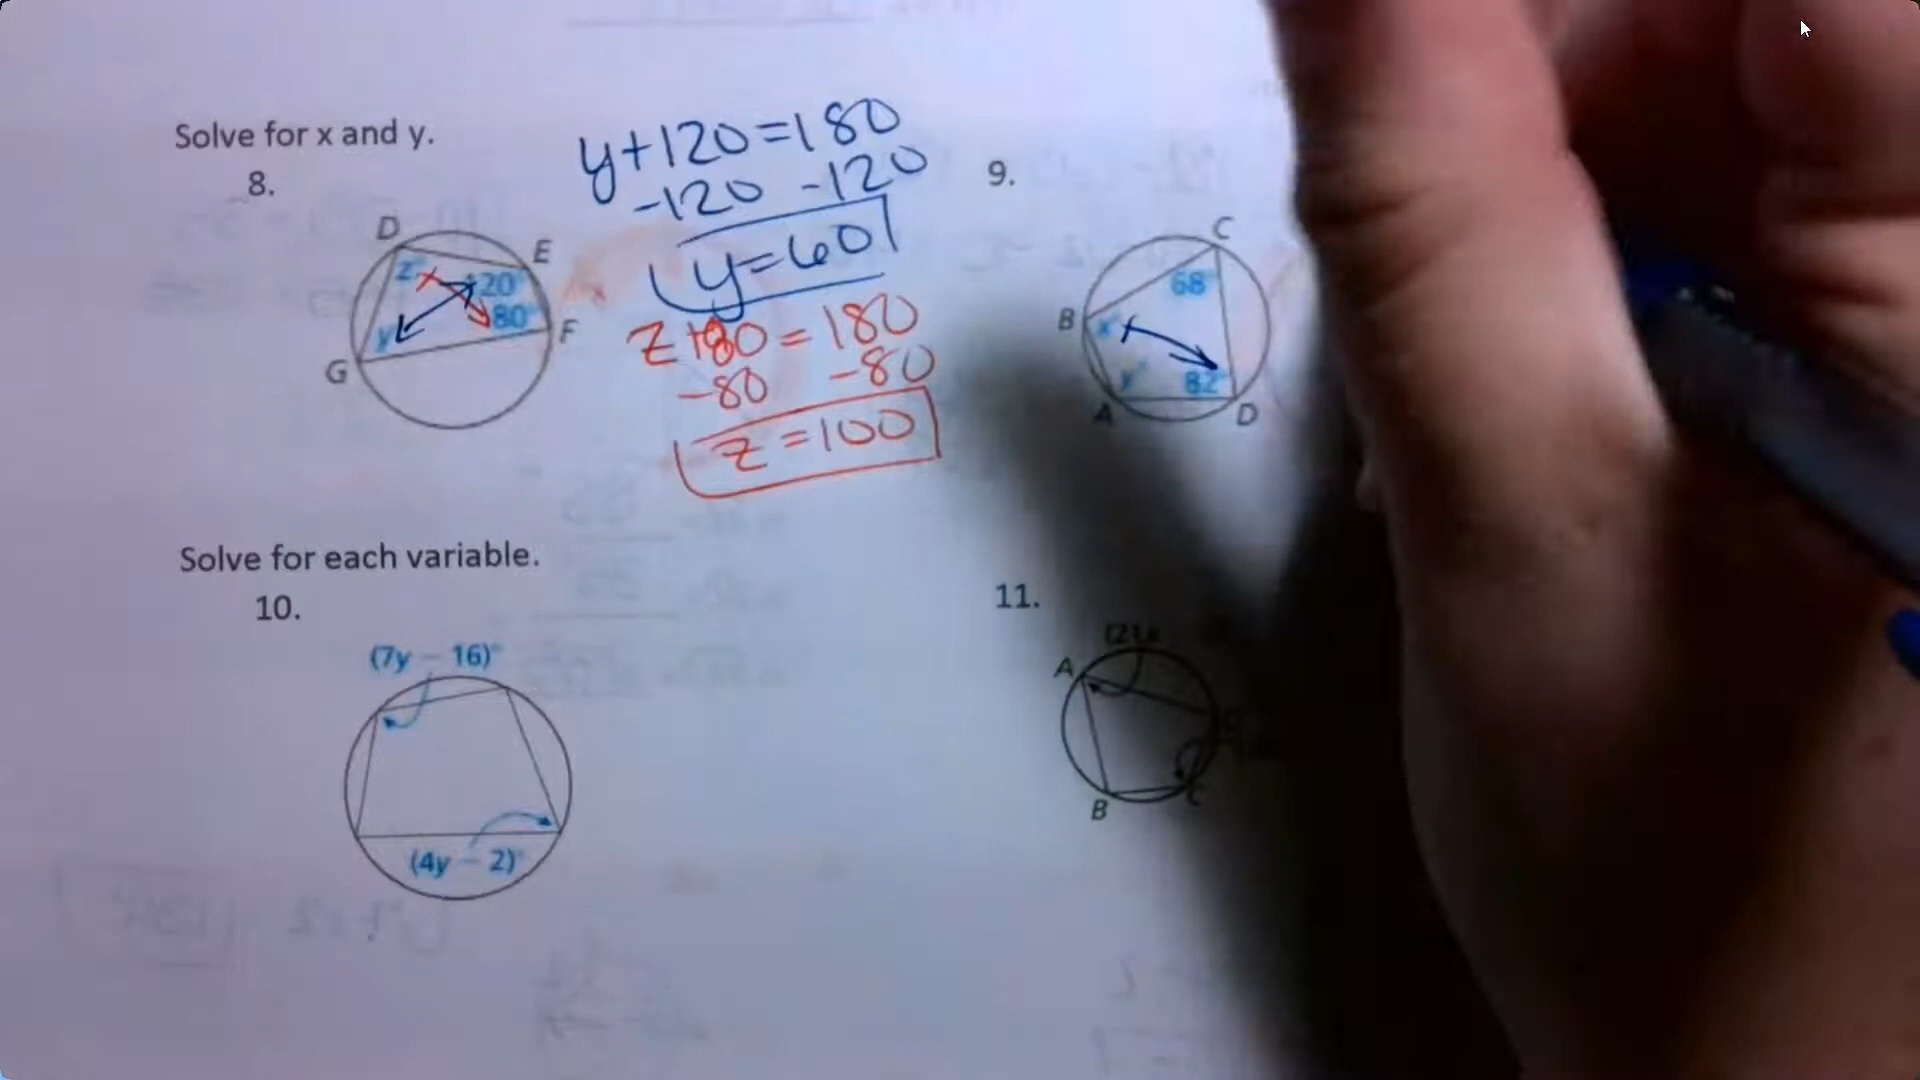 Solve for x and y.
8.
y+120=180
-120 -120
y=60
D
E
z°
120°
80°
y°
F
G
z+80=180
-80 -80
z=100
9.
C
68°
B
x°
y°
82°
A
D
Solve for each variable.
10.
(7y - 16)°
(4y - 2)°
11.
A
B
C